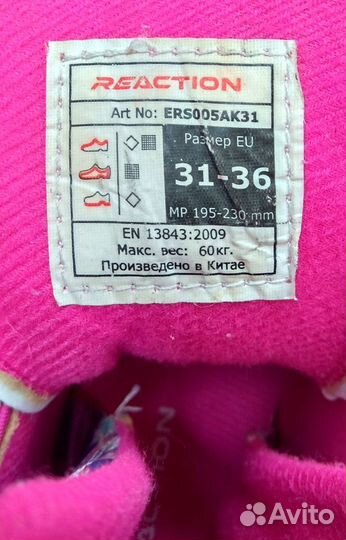 REACTION
Art No: ERS005AK31
Размер EU
31-36
MP 195-230 mm
EN 13843:2009
Макс. вес: 60кг.
Произведено в Китае
Avito